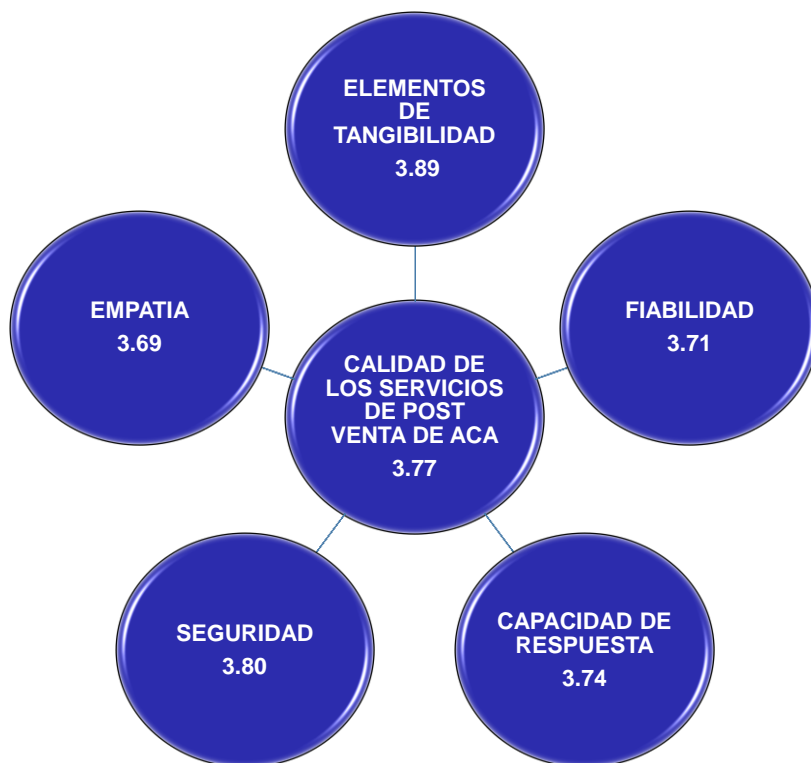 ELEMENTOS
DE
TANGIBILIDAD
3.89
EMPATIA
3.69
FIABILIDAD
3.71
CALIDAD DE
LOS SERVICIOS
DE POST
VENTA DE ACA
3.77
SEGURIDAD
3.80
CAPACIDAD DE
RESPUESTA
3.74